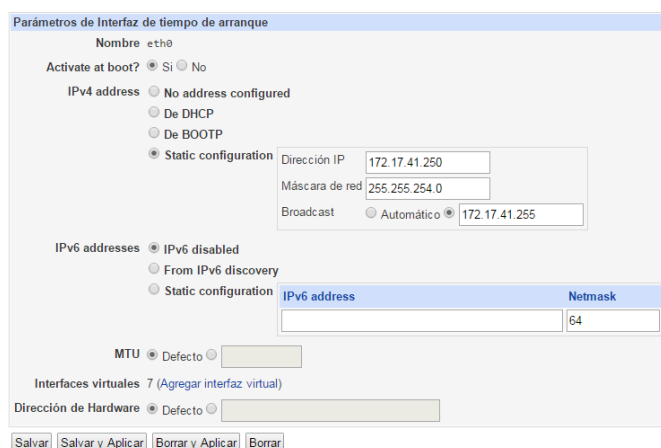 Parámetros de Interfaz de tiempo de arranque
Nombre eth0
Activate at boot? Si No
IPv4 address No address configured
De DHCP
De BOOTP
Static configuration Dirección IP 172.17.41.250
Máscara de red 255.255.254.0
Broadcast Automático 172.17.41.255
IPv6 addresses IPv6 disabled
From IPv6 discovery
Static configuration IPv6 address Netmask
64
MTU Defecto
Interfaces virtuales 7 (Agregar interfaz virtual)
Dirección de Hardware Defecto
Salvar Salvar y Aplicar Borrar y Aplicar Borrar